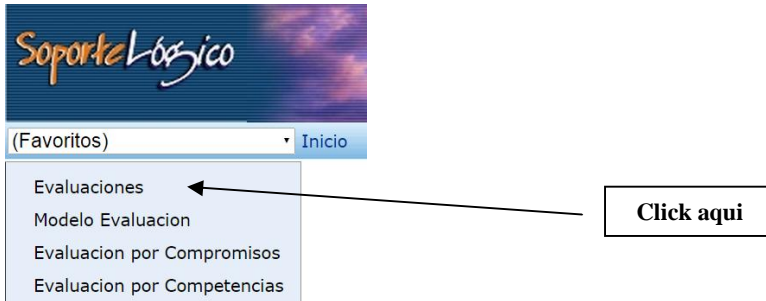 SoporteLógico
(Favoritos) Inicio
Evaluaciones
Click aqui
Modelo Evaluacion
Evaluacion por Compromisos
Evaluacion por Competencias